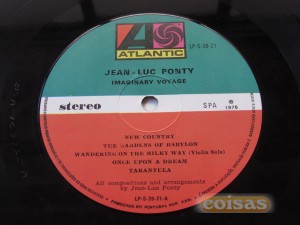 ATLANTIC
LP-S-39-21
JEAN-LUC PONTY
IMAGINARY VOYAGE
stereo
SPA
℗
1976
NEW COUNTRY
THE GARDENS OF BABYLON
WANDERING ON THE MILKY WAY (Violin Solo)
ONCE UPON A DREAM
TARANTULA
All compositions and arrangements
by Jean-Luc Ponty
LP-S-39-21-A
coisas